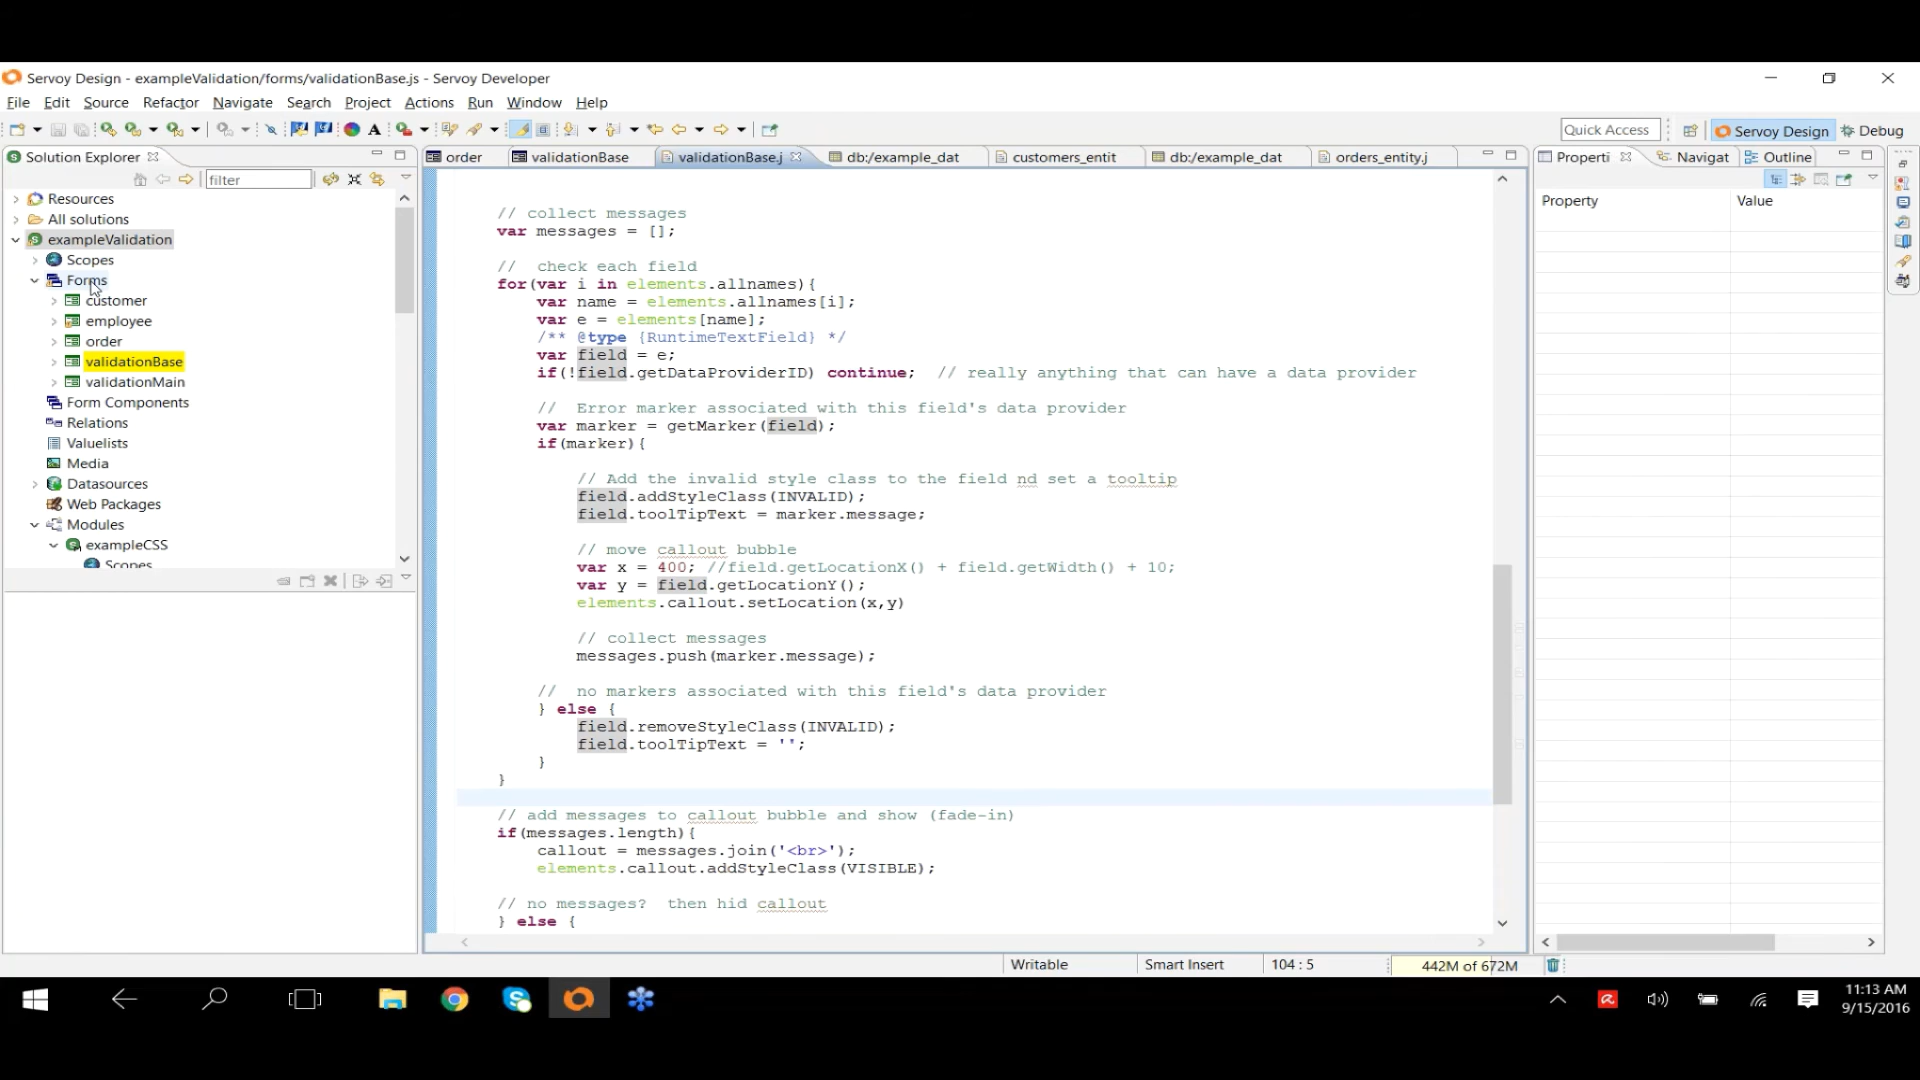 Servoy Design - exampleValidation/forms/validationBase.js - Servoy Developer
File Edit Source Refactor Navigate Search Project Actions Run Window Help
Quick Access Servoy Design Debug
Solution Explorer
filter
Resources
All solutions
exampleValidation
Scopes
Forms
customer
employee
order
validationBase
validationMain
Form Components
Relations
Valuelists
Media
Datasources
Web Packages
Modules
exampleCSS
Scopes
order validationBase validationBase.j db:/example_dat customers_entit db:/example_dat orders_entity.j
// collect messages
var messages = [];
// check each field
for(var i in elements.allnames){
var name = elements.allnames[i];
var e = elements[name];
/** @type {RuntimeTextField} */
var field = e;
if(!field.getDataProviderID) continue; // really anything that can have a data provider
// Error marker associated with this field's data provider
var marker = getMarker(field);
if(marker){
// Add the invalid style class to the field nd set a tooltip
field.addStyleClass(INVALID);
field.toolTipText = marker.message;
// move callout bubble
var x = 400; //field.getLocationX() + field.getWidth() + 10;
var y = field.getLocationY();
elements.callout.setLocation(x,y)
// collect messages
messages.push(marker.message);
// no markers associated with this field's data provider
} else {
field.removeStyleClass(INVALID);
field.toolTipText = '';
}
}
// add messages to callout bubble and show (fade-in)
if(messages.length){
callout = messages.join('<br>');
elements.callout.addStyleClass(VISIBLE);
// no messages? then hid callout
} else {
Properti Navigat Outline
Property Value
Writable Smart Insert 104 : 5 442M of 672M
11:13 AM
9/15/2016